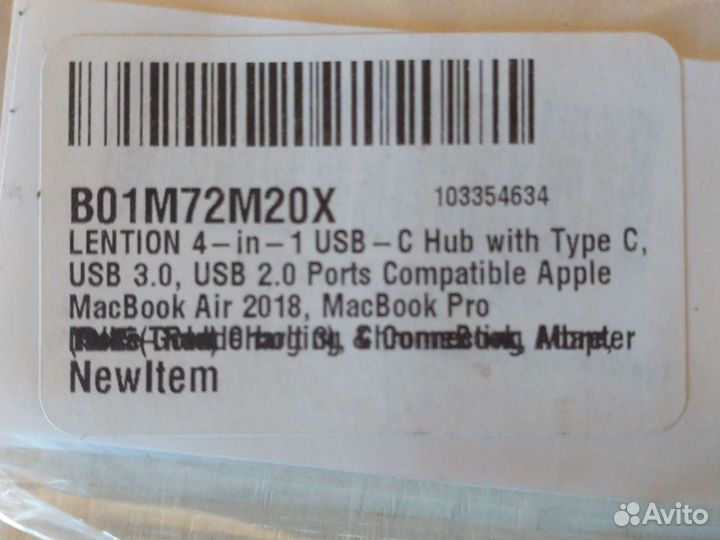 B01M72M20X 103354634
LENTION 4-in-1 USB-C Hub with Type C,
USB 3.0, USB 2.0 Ports Compatible Apple
MacBook Air 2018, MacBook Pro
Adapter
NewItem
Avito